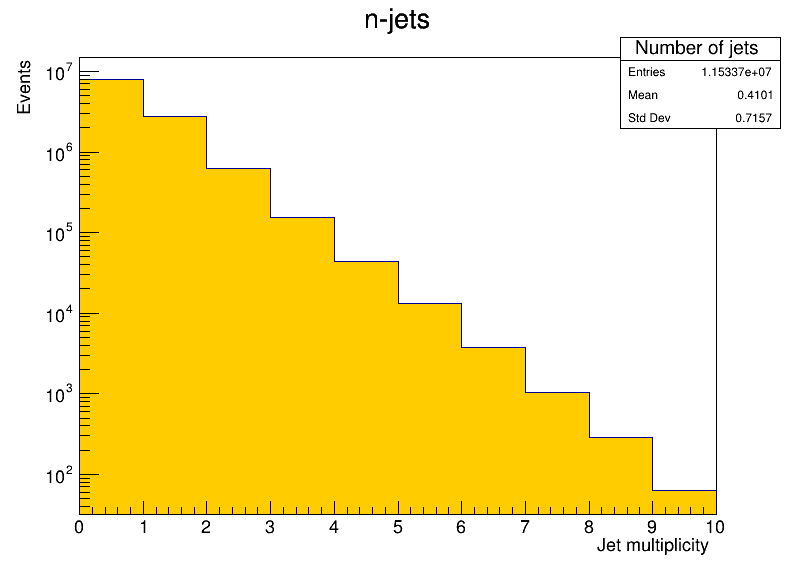 n-jets
Number of jets
Entries 1.15337e+07
Mean 0.4101
Std Dev 0.7157
Events
10^7
10^6
10^5
10^4
10^3
10^2
0 1 2 3 4 5 6 7 8 9 10
Jet multiplicity